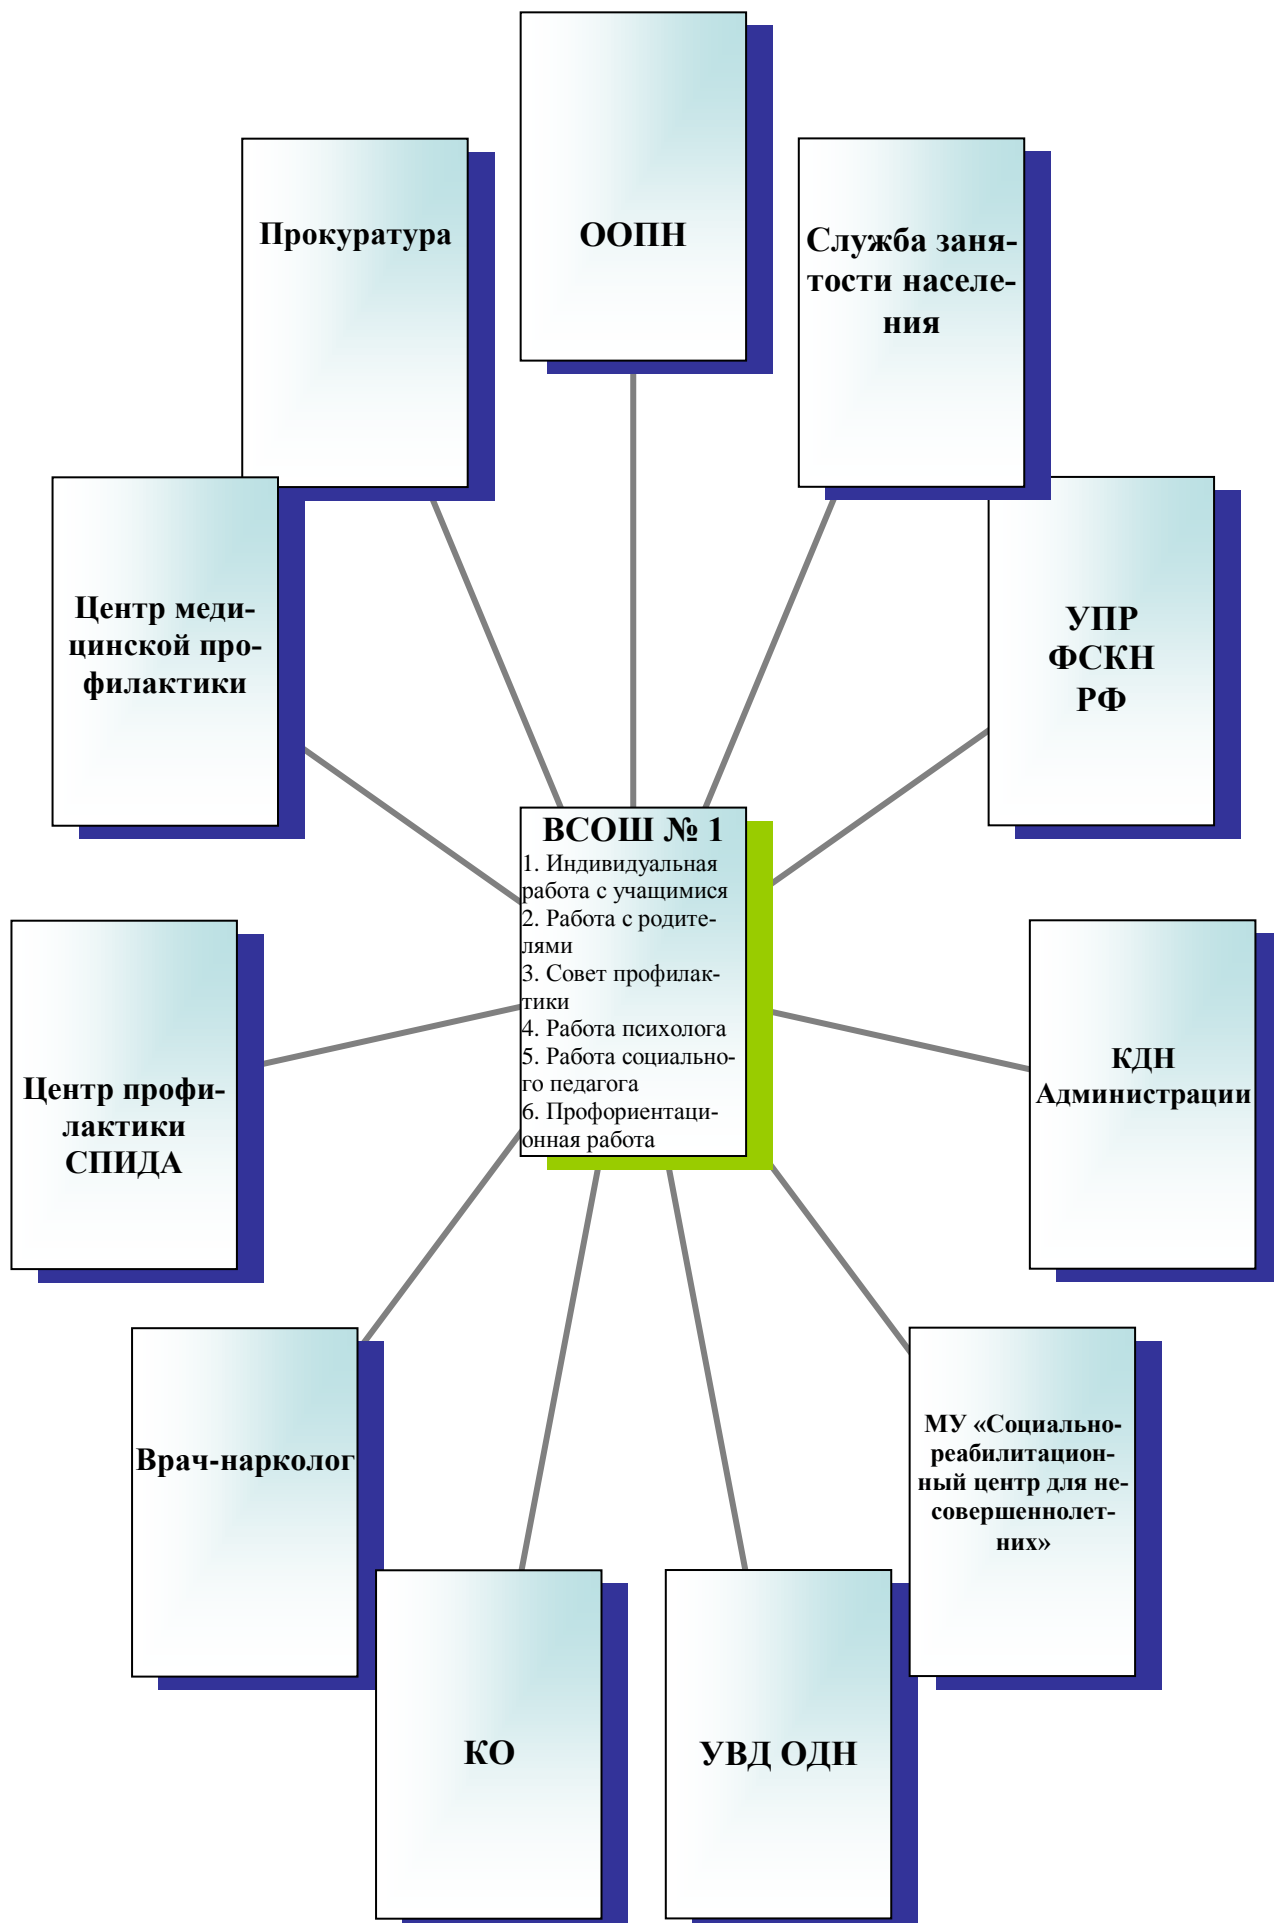 ООПН
Прокуратура
Служба заня-
тости населе-
ния
Центр меди-
цинской про-
филактики
УПР
ФСКН
РФ
ВСОШ № 1
1. Индивидуальная
работа с учащимися
2. Работа с родите-
лями
3. Совет профилак-
тики
4. Работа психолога
5. Работа социально-
го педагога
6. Профориентаци-
онная работа
Центр профи-
лактики
СПИДА
КДН
Администрации
Врач-нарколог
МУ «Социально-
реабилитацион-
ный центр для не-
совершеннолет-
них»
КО
УВД ОДН